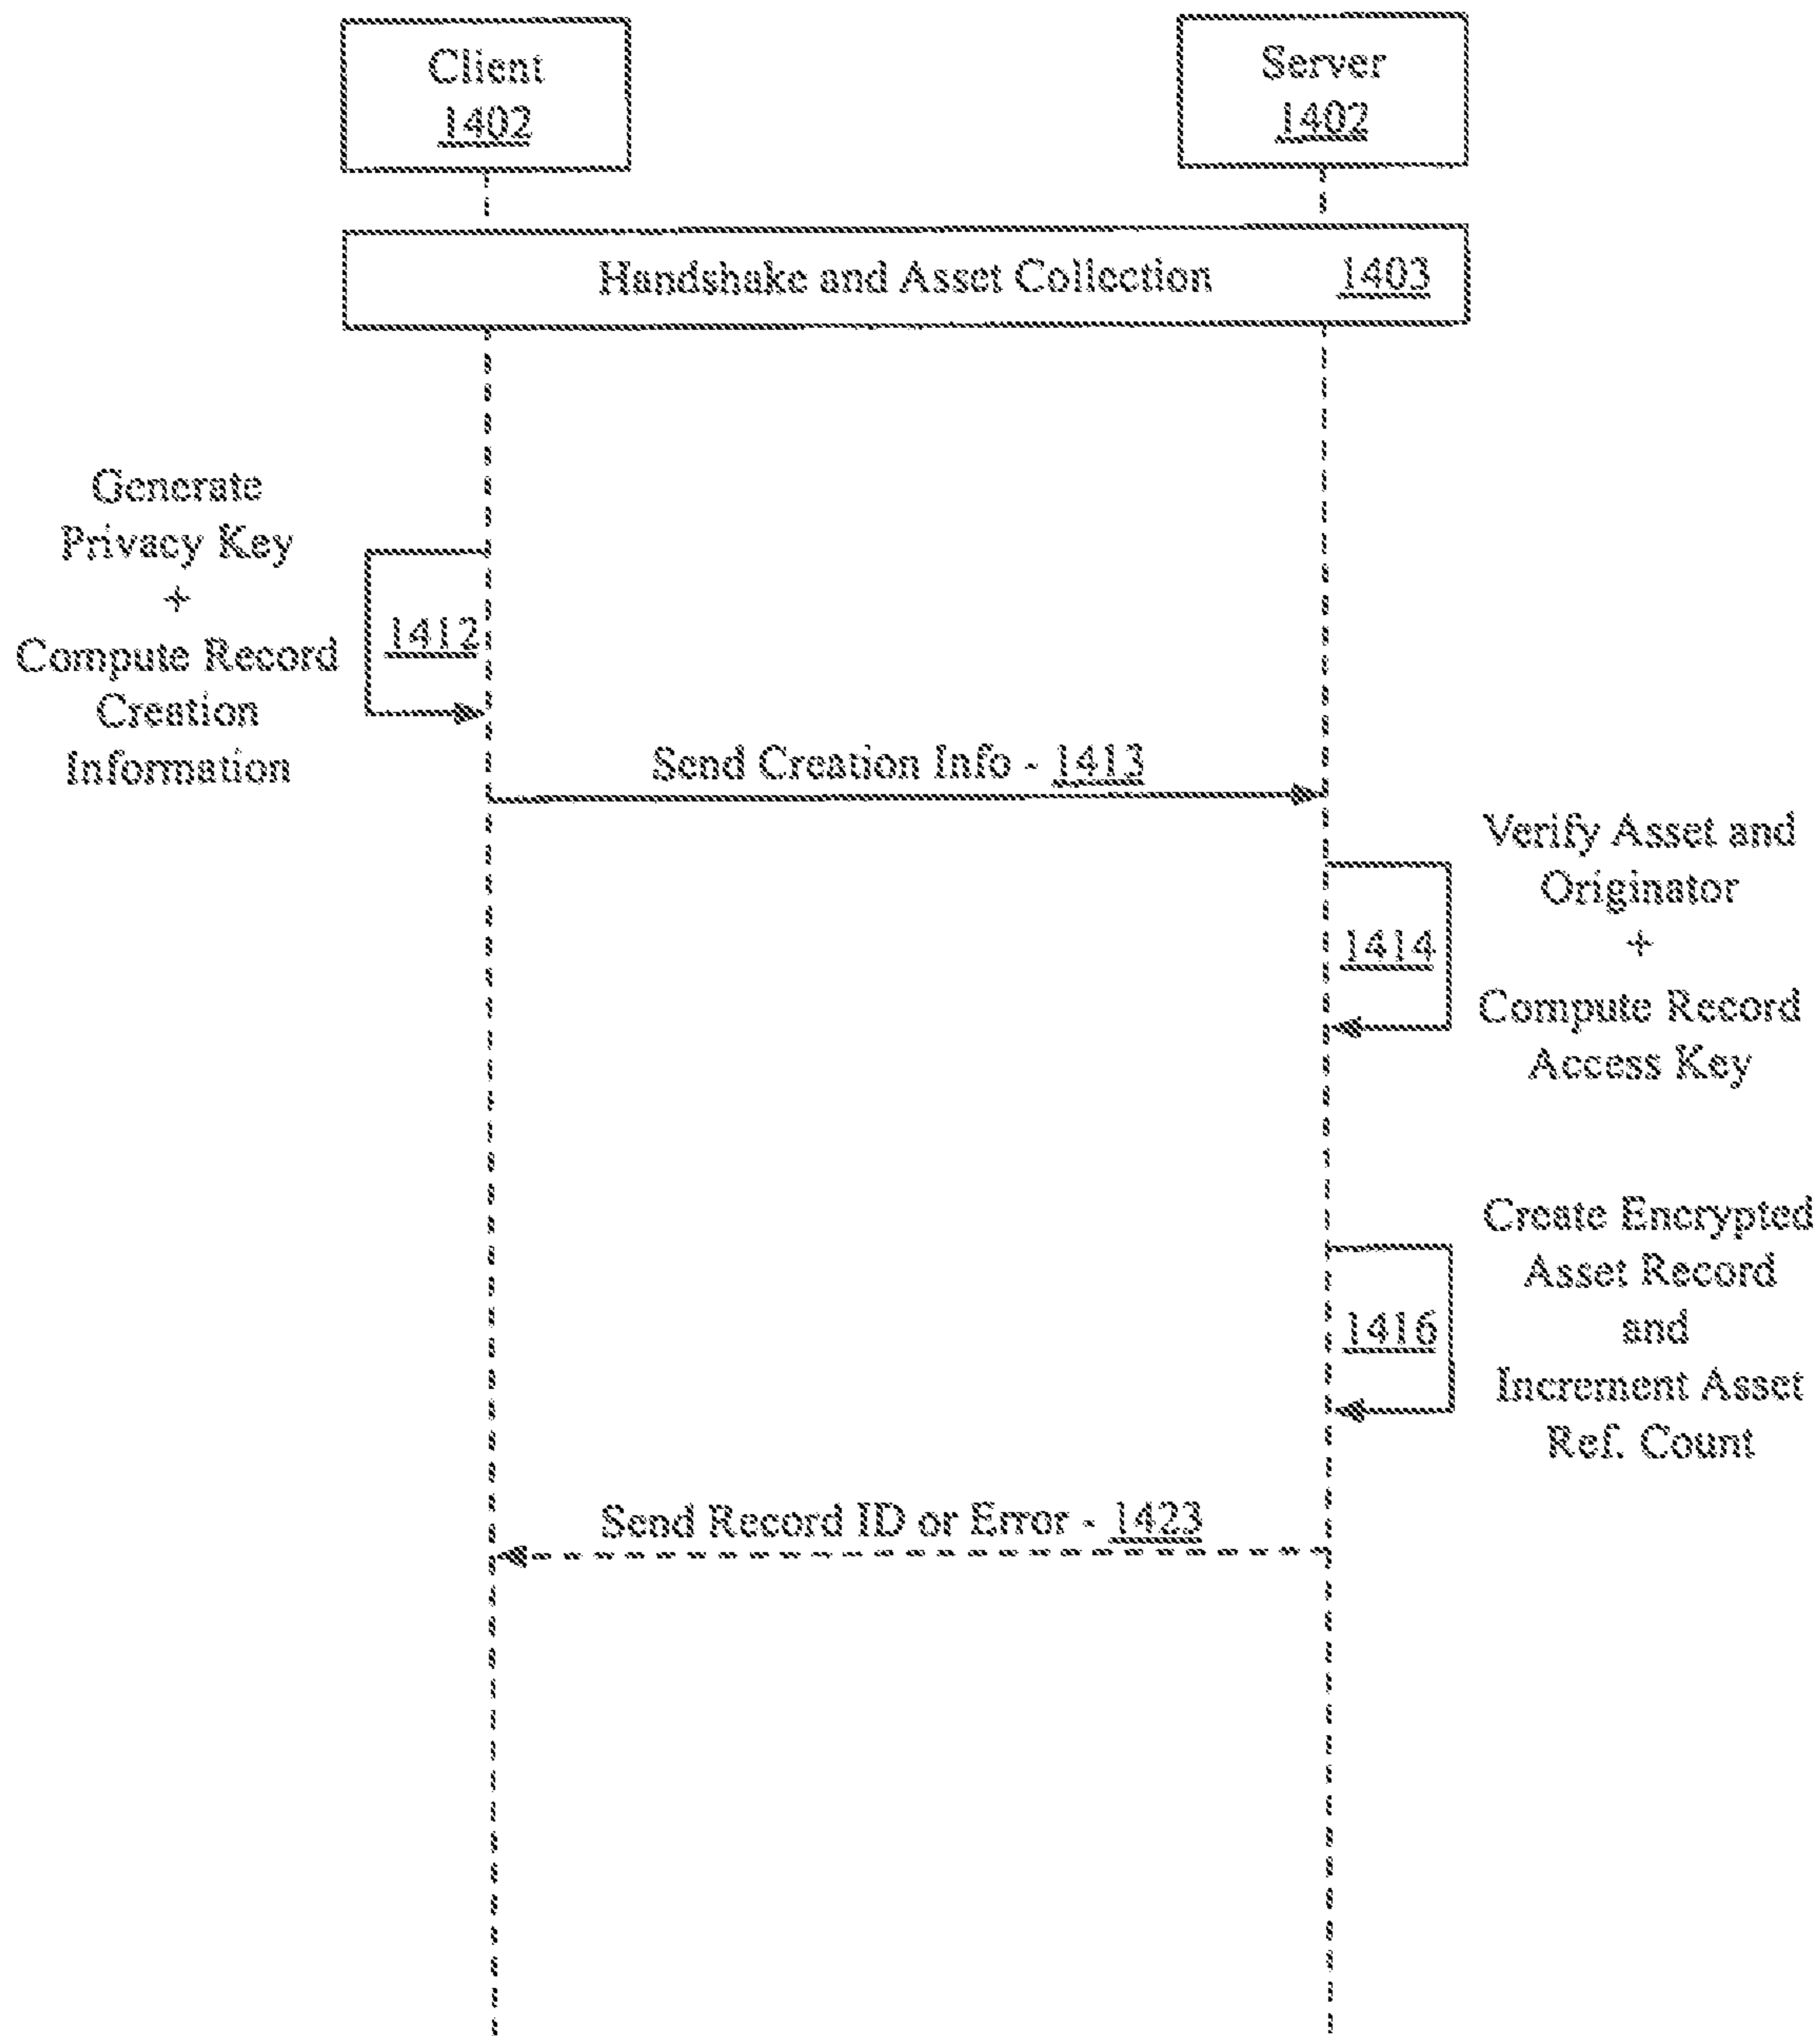 Client
1402
Server
1402
Handshake and Asset Collection 1403
Generate
Privacy Key
+
Compute Record
Creation
Information
1412
Send Creation Info - 1413
Verify Asset and
Originator
+
Compute Record
Access Key
1414
Create Encrypted
Asset Record
and
Increment Asset
Ref. Count
1416
Send Record ID or Error - 1423